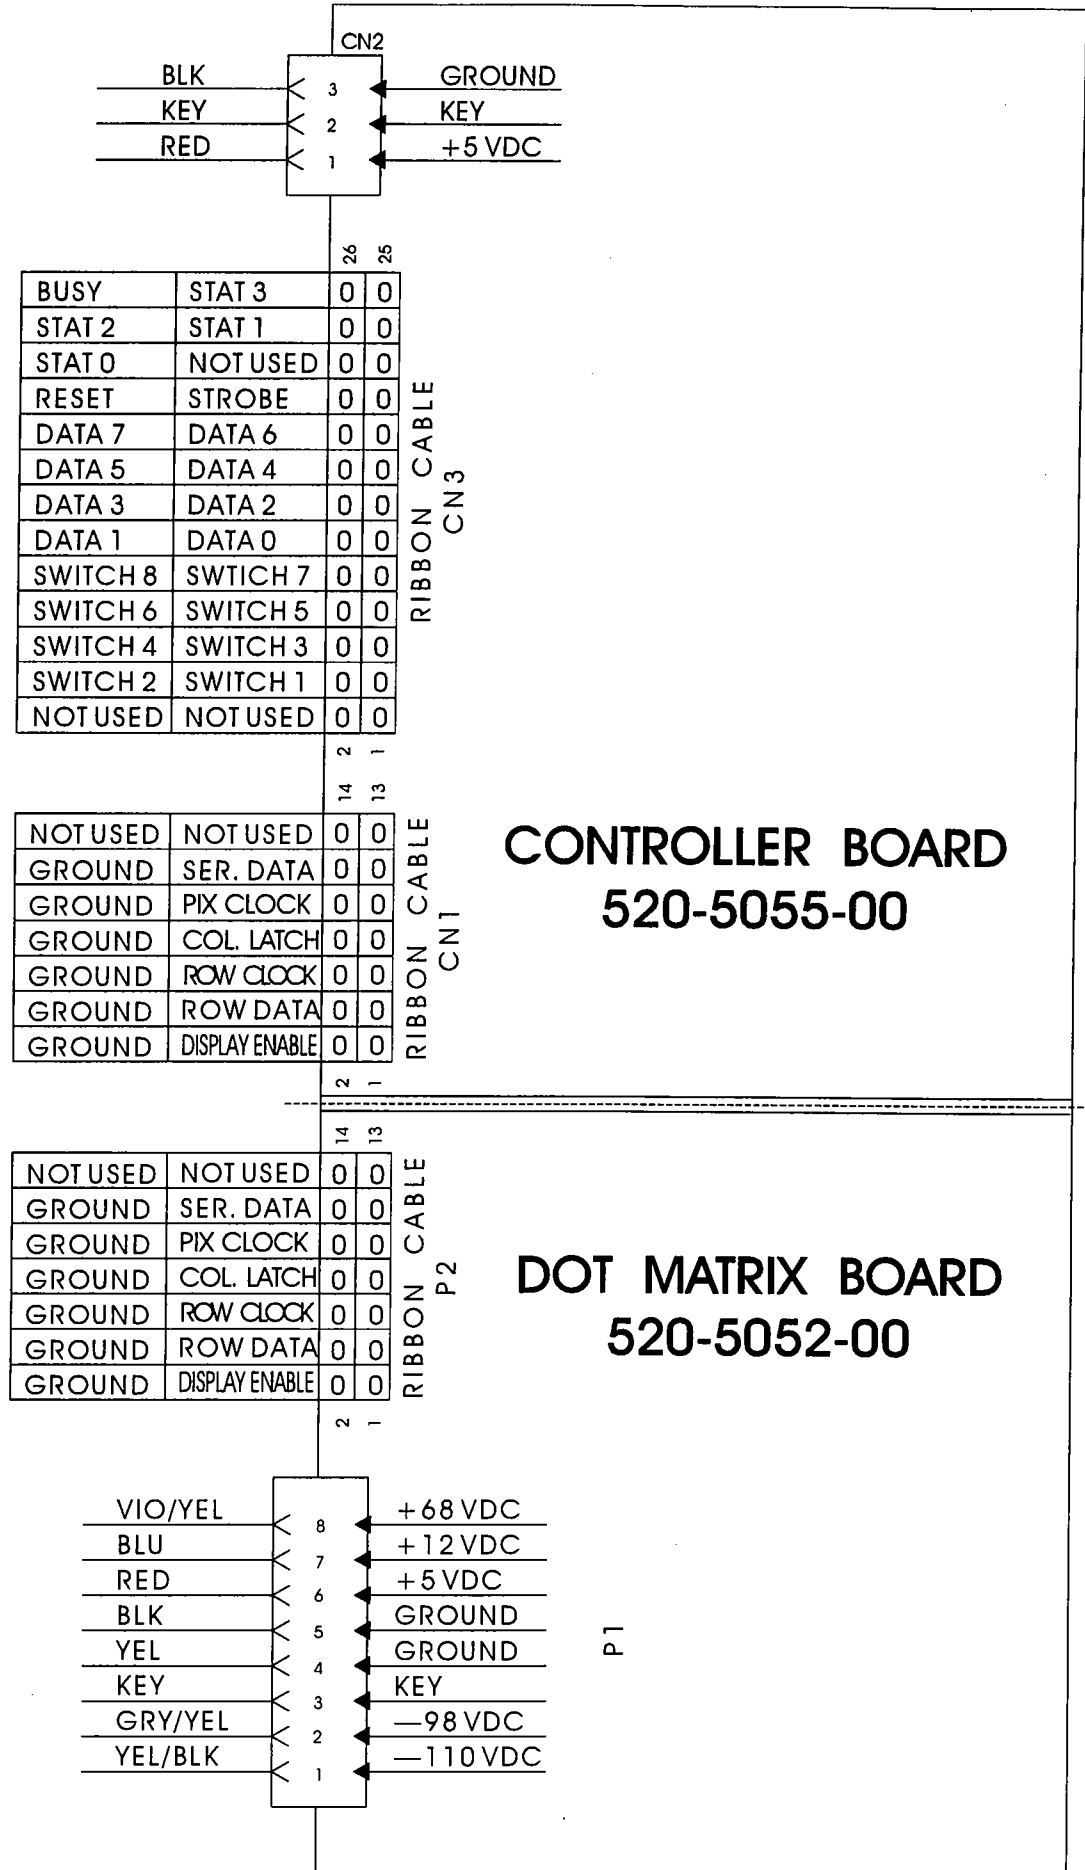 CN2
BLK 3 GROUND
KEY 2 KEY
RED 1 +5 VDC
26 25
BUSY STAT 3 0 0
STAT 2 STAT 1 0 0
STAT 0 NOT USED 0 0
RESET STROBE 0 0
DATA 7 DATA 6 0 0
DATA 5 DATA 4 0 0
DATA 3 DATA 2 0 0
DATA 1 DATA 0 0 0
SWITCH 8 SWTICH 7 0 0
SWITCH 6 SWITCH 5 0 0
SWITCH 4 SWITCH 3 0 0
SWITCH 2 SWITCH 1 0 0
NOT USED NOT USED 0 0
2 1
RIBBON CABLE
CN3
14 13
NOT USED NOT USED 0 0
GROUND SER. DATA 0 0
GROUND PIX CLOCK 0 0
GROUND COL. LATCH 0 0
GROUND ROW CLOCK 0 0
GROUND ROW DATA 0 0
GROUND DISPLAY ENABLE 0 0
2 1
RIBBON CABLE
CN1
CONTROLLER BOARD
520-5055-00
14 13
NOT USED NOT USED 0 0
GROUND SER. DATA 0 0
GROUND PIX CLOCK 0 0
GROUND COL. LATCH 0 0
GROUND ROW CLOCK 0 0
GROUND ROW DATA 0 0
GROUND DISPLAY ENABLE 0 0
2 1
RIBBON CABLE
P2
DOT MATRIX BOARD
520-5052-00
VIO/YEL 8 +68 VDC
BLU 7 +12 VDC
RED 6 +5 VDC
BLK 5 GROUND
YEL 4 GROUND
KEY 3 KEY
GRY/YEL 2 —98 VDC
YEL/BLK 1 —110 VDC
P1